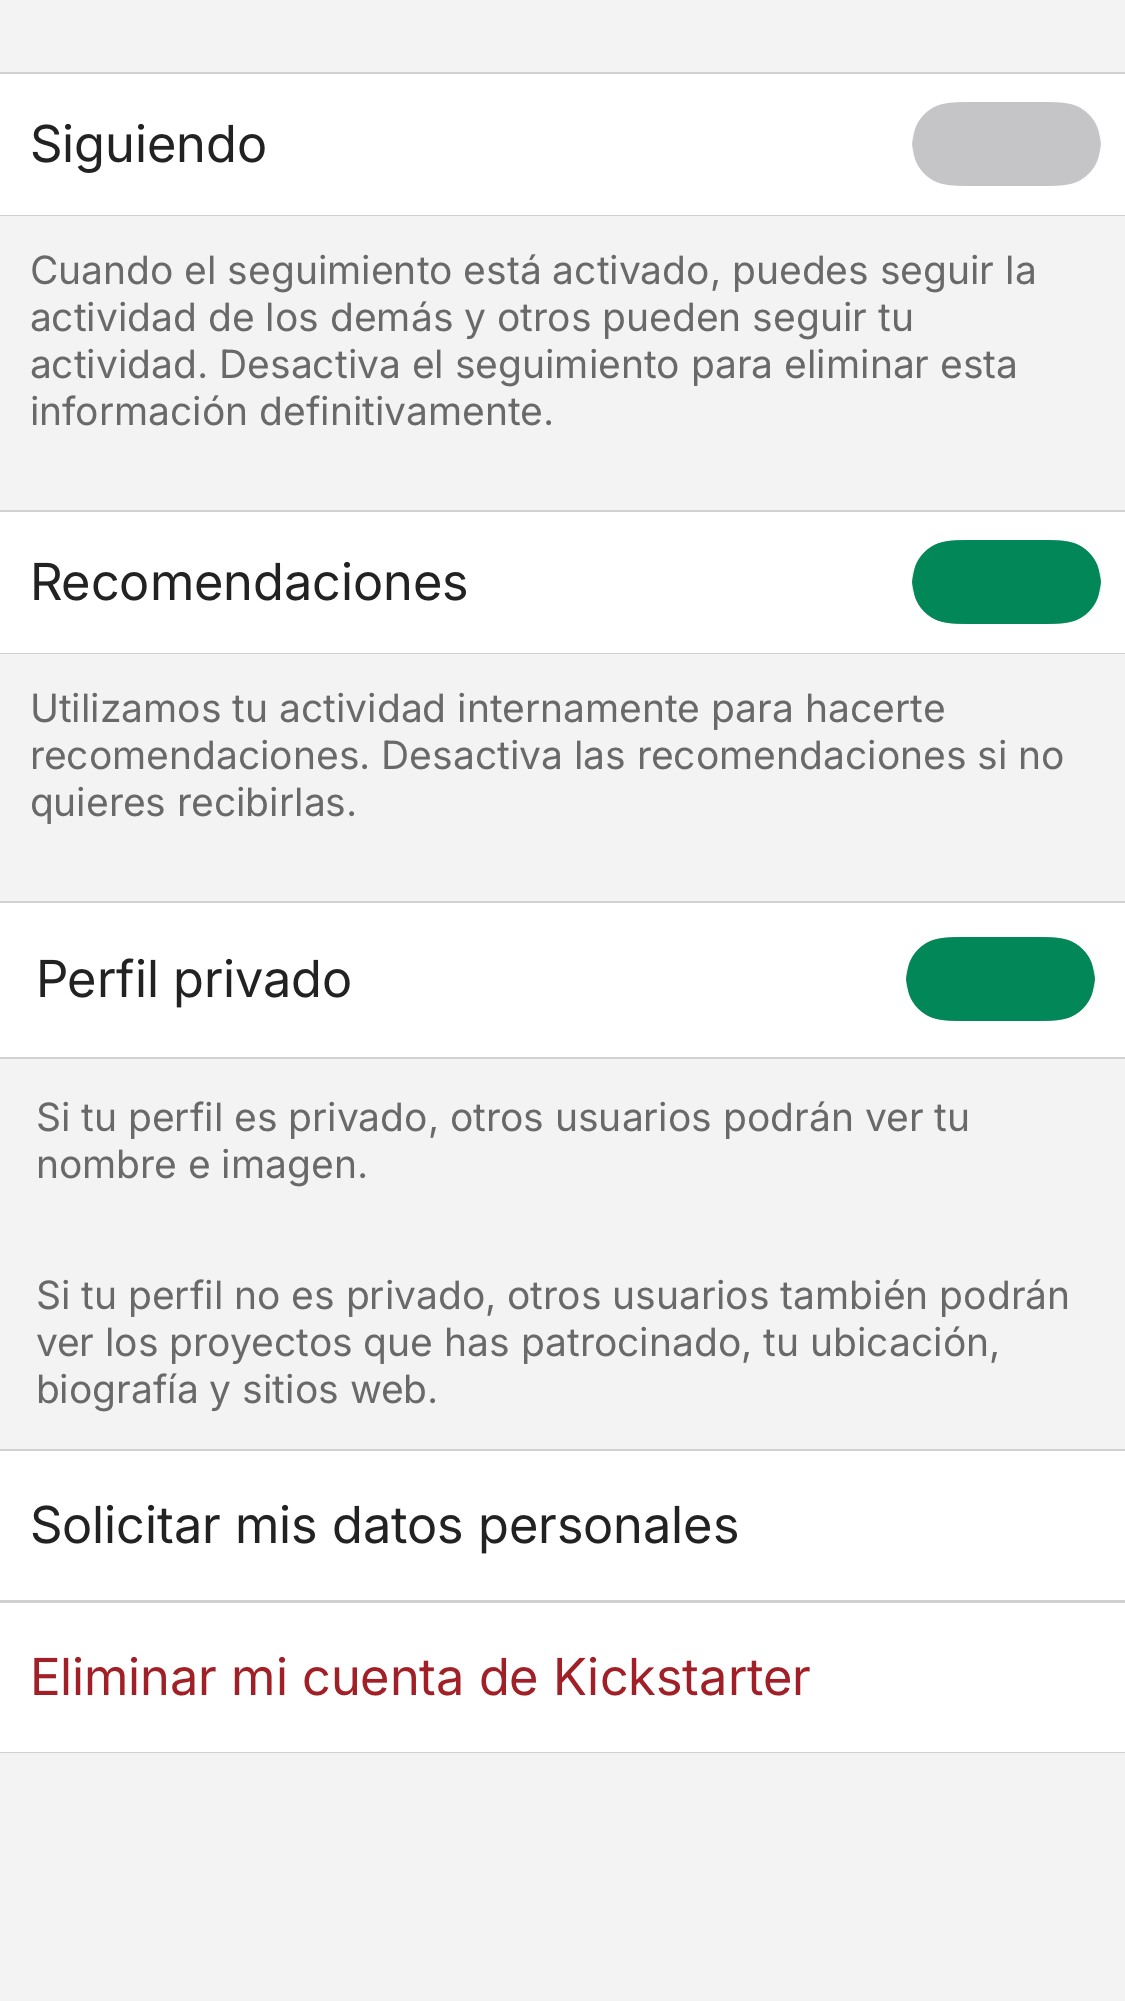 Siguiendo
Cuando el seguimiento está activado, puedes seguir la
actividad de los demás y otros pueden seguir tu
actividad. Desactiva el seguimiento para eliminar esta
información definitivamente.
Recomendaciones
Utilizamos tu actividad internamente para hacerte
recomendaciones. Desactiva las recomendaciones si no
quieres recibirlas.
Perfil privado
Si tu perfil es privado, otros usuarios podrán ver tu
nombre e imagen.
Si tu perfil no es privado, otros usuarios también podrán
ver los proyectos que has patrocinado, tu ubicación,
biografía y sitios web.
Solicitar mis datos personales
Eliminar mi cuenta de Kickstarter